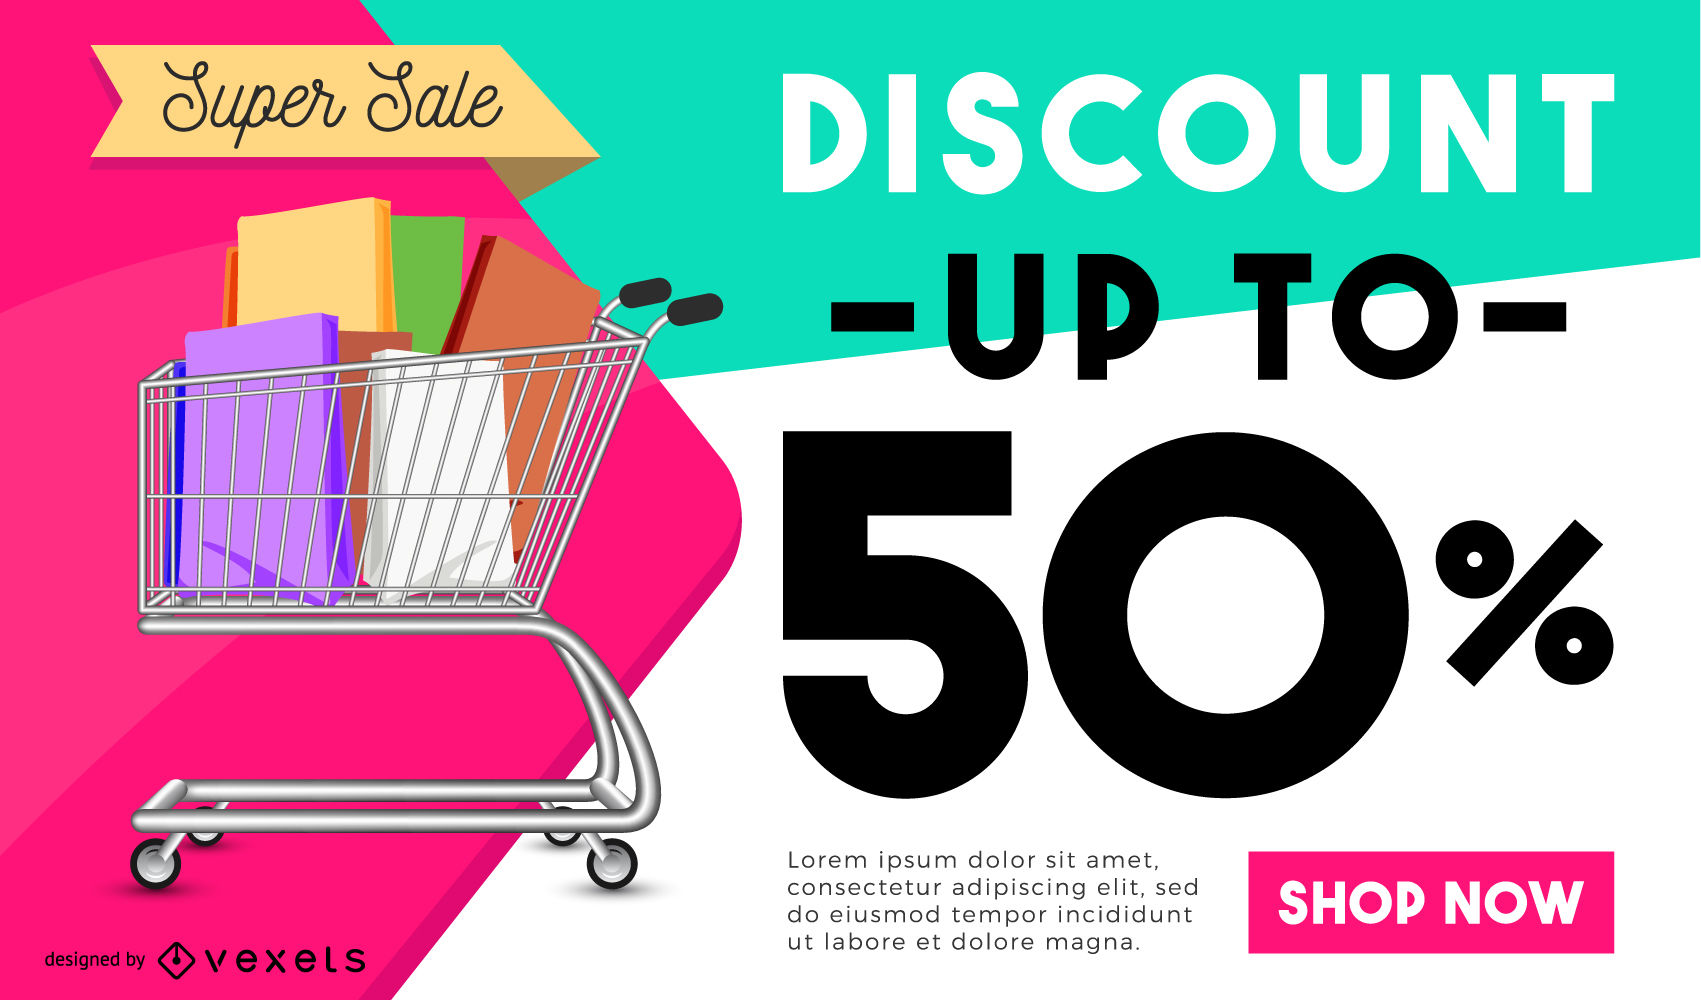 Super Sale
DISCOUNT
-UP TO-
50%
Lorem ipsum dolor sit amet,
consectetur adipiscing elit, sed
do eiusmod tempor incididunt
ut labore et dolore magna.
SHOP NOW
designed by vexels